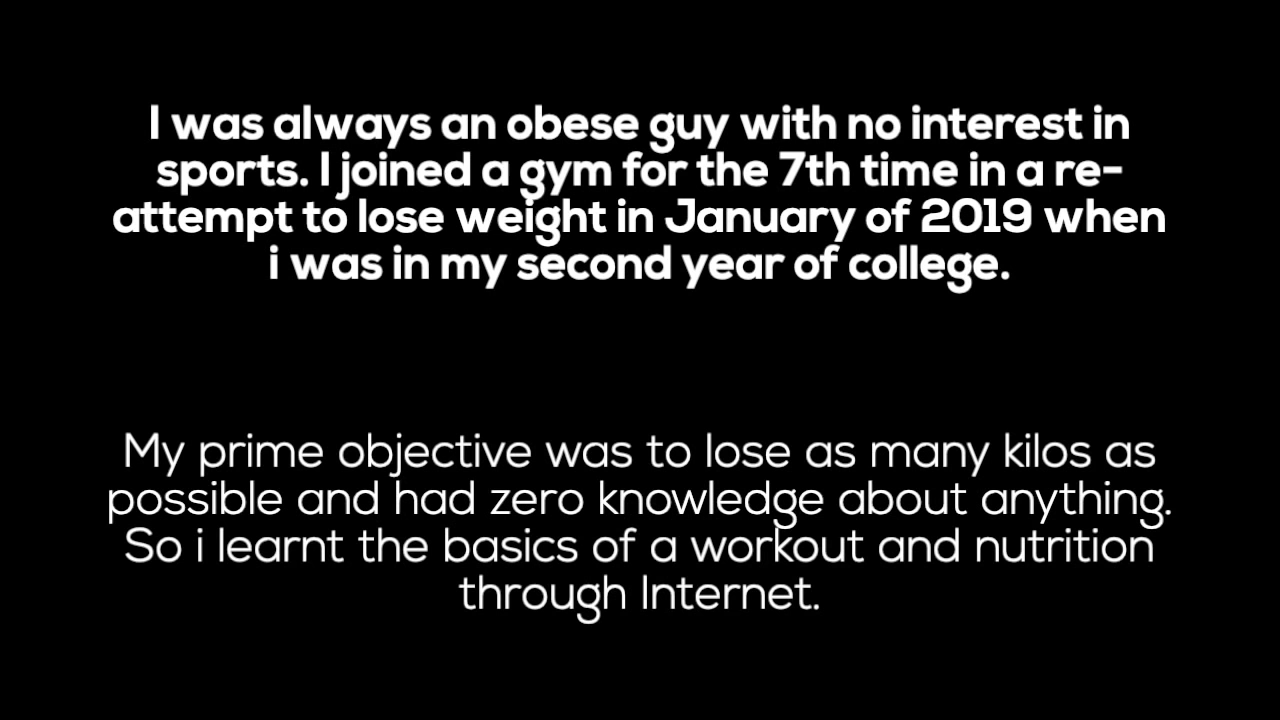 I was always an obese guy with no interest in
sports. I joined a gym for the 7th time in a re-
attempt to lose weight in January of 2019 when
i was in my second year of college.
My prime objective was to lose as many kilos as
possible and had zero knowledge about anything.
So i learnt the basics of a workout and nutrition
through Internet.